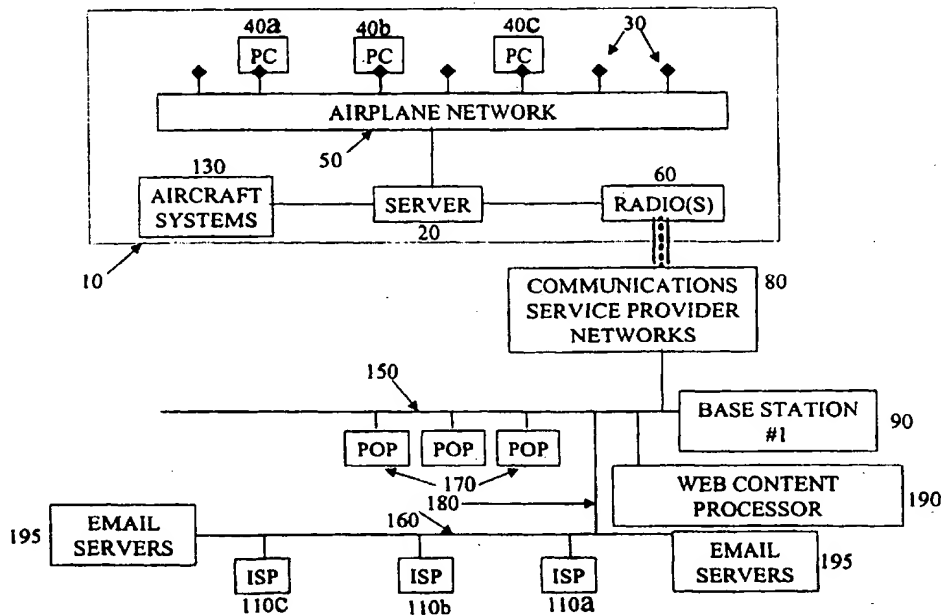 40a 40b 40c 30
PC PC PC
AIRPLANE NETWORK
50
130 60
AIRCRAFT
SYSTEMS
SERVER
RADIO(S)
20
10
COMMUNICATIONS
SERVICE PROVIDER
NETWORKS
80
150
BASE STATION
#1
90
POP POP POP
170
180
WEB CONTENT
PROCESSOR
190
160
195
EMAIL
SERVERS
EMAIL
SERVERS
195
ISP ISP ISP
110c 110b 110a